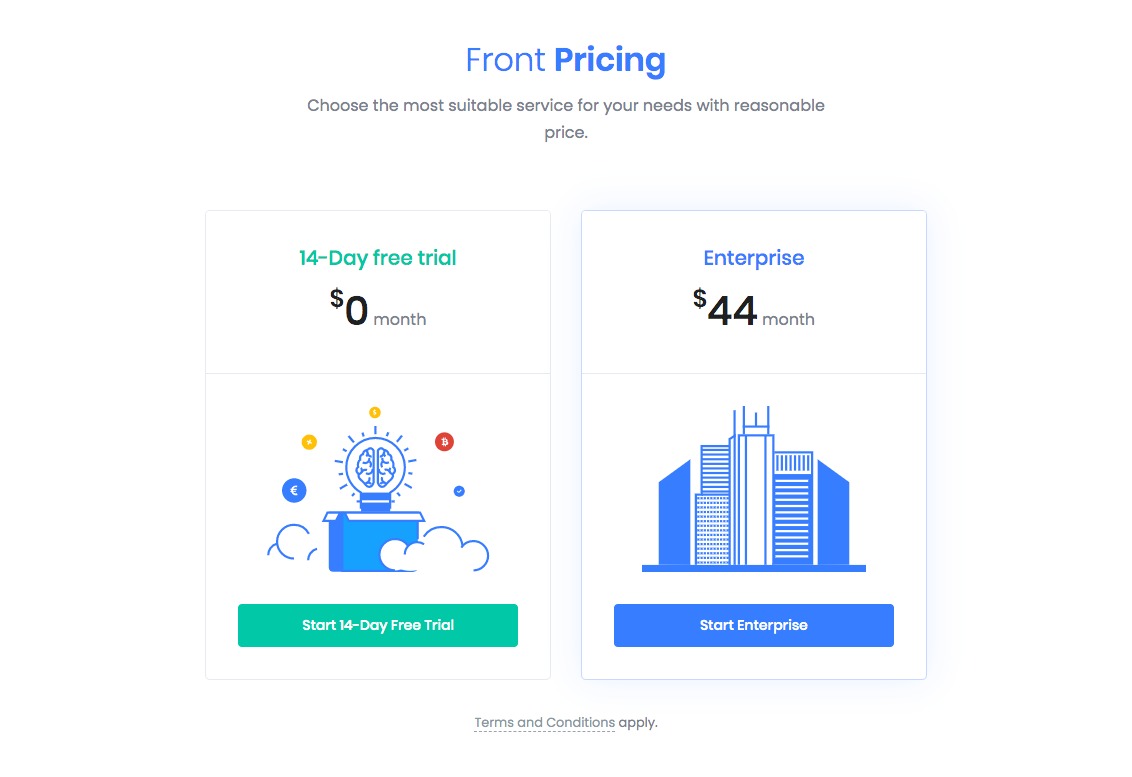 Front Pricing
Choose the most suitable service for your needs with reasonable
price.
14-Day free trial
$0 month
Start 14-Day Free Trial
Enterprise
$44 month
Start Enterprise
Terms and Conditions apply.